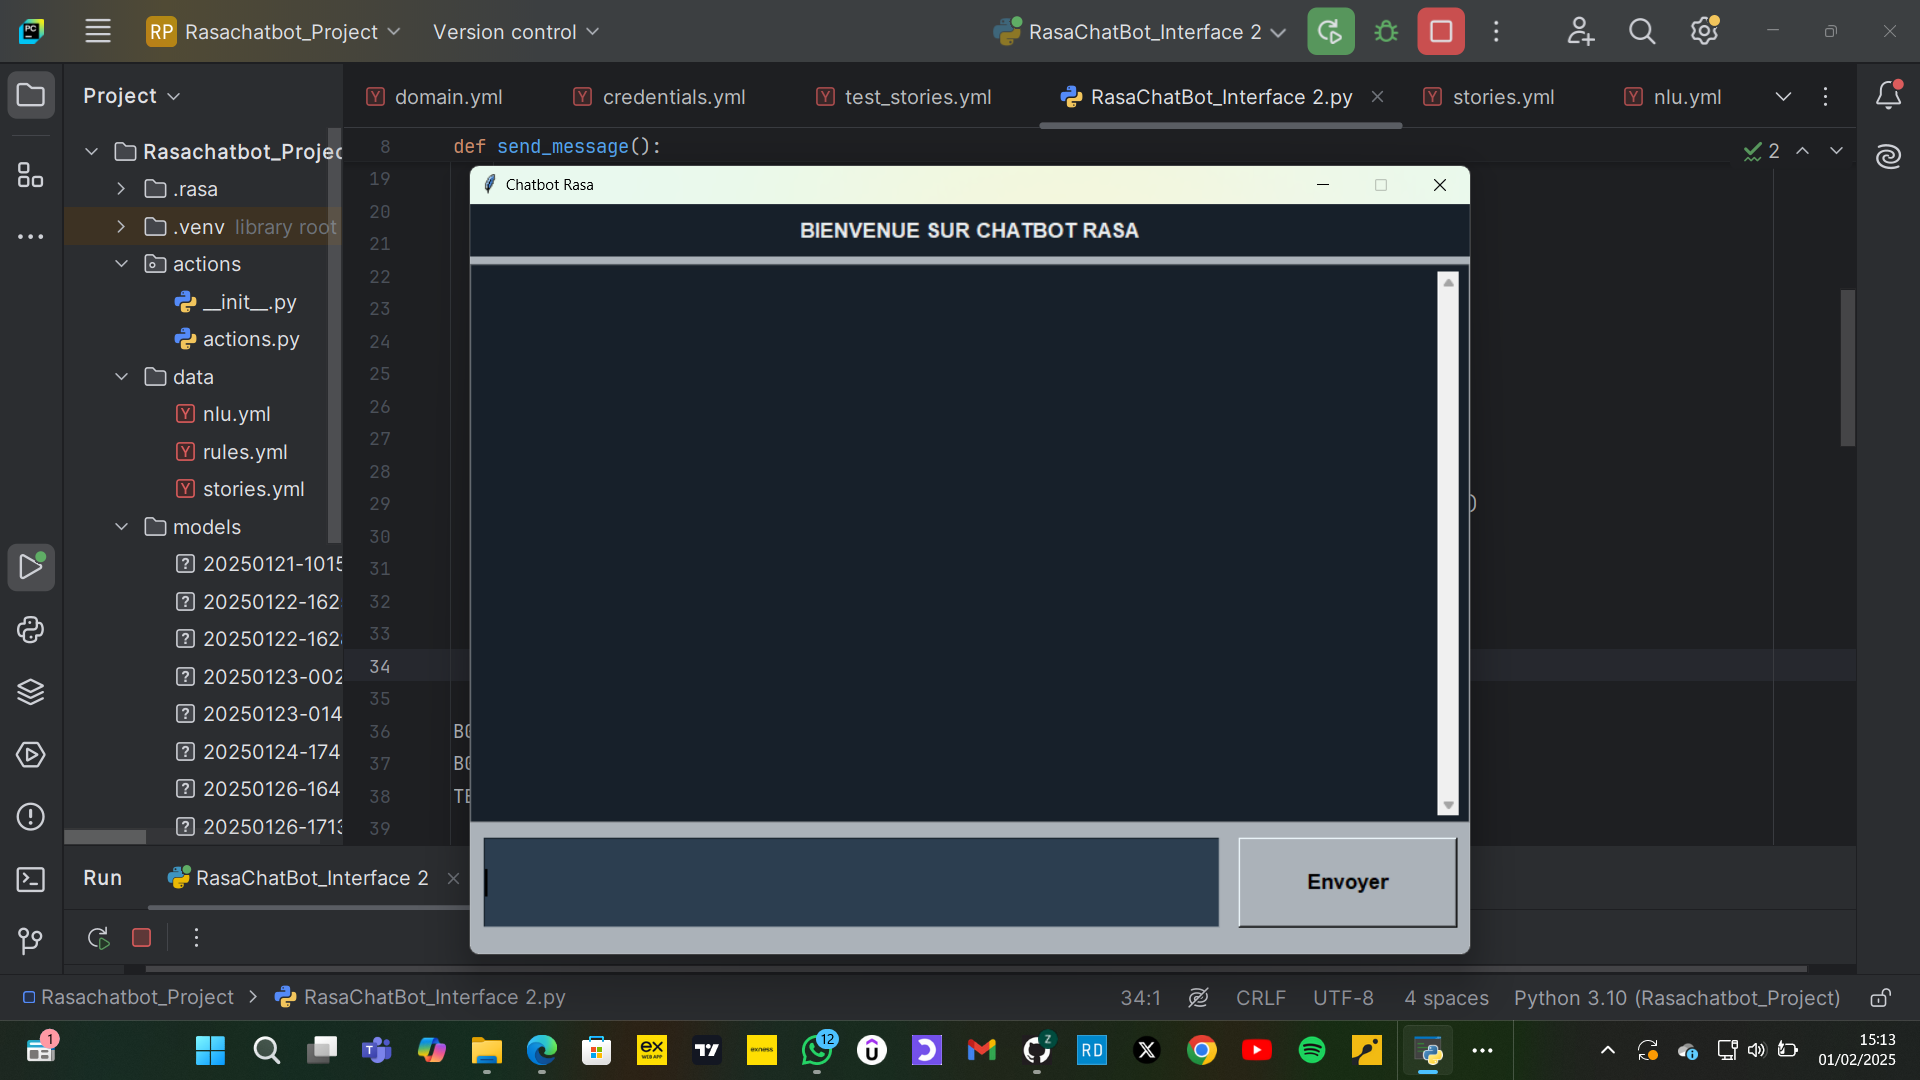 RP Rasachatbot_Project Version control RasaChatBot_Interface 2
Project domain.yml credentials.yml test_stories.yml RasaChatBot_Interface 2.py stories.yml nlu.yml
8 def send_message(): 2
Rasachatbot_Projec
.rasa
.venv library root
actions
__init__.py
actions.py
data
nlu.yml
rules.yml
stories.yml
models
20250121-1015
20250122-162
20250122-162
20250123-002
20250123-014
20250124-174
20250126-164
20250126-1713
19
20
21
22
23
24
25
26
27
28
29 )
30
31
32
33
34
35
36 BG
37 BG
38 TE
39
Chatbot Rasa
BIENVENUE SUR CHATBOT RASA
Envoyer
Run RasaChatBot_Interface 2
Rasachatbot_Project > RasaChatBot_Interface 2.py 34:1 CRLF UTF-8 4 spaces Python 3.10 (Rasachatbot_Project)
1 12 Z RD 15:13
01/02/2025